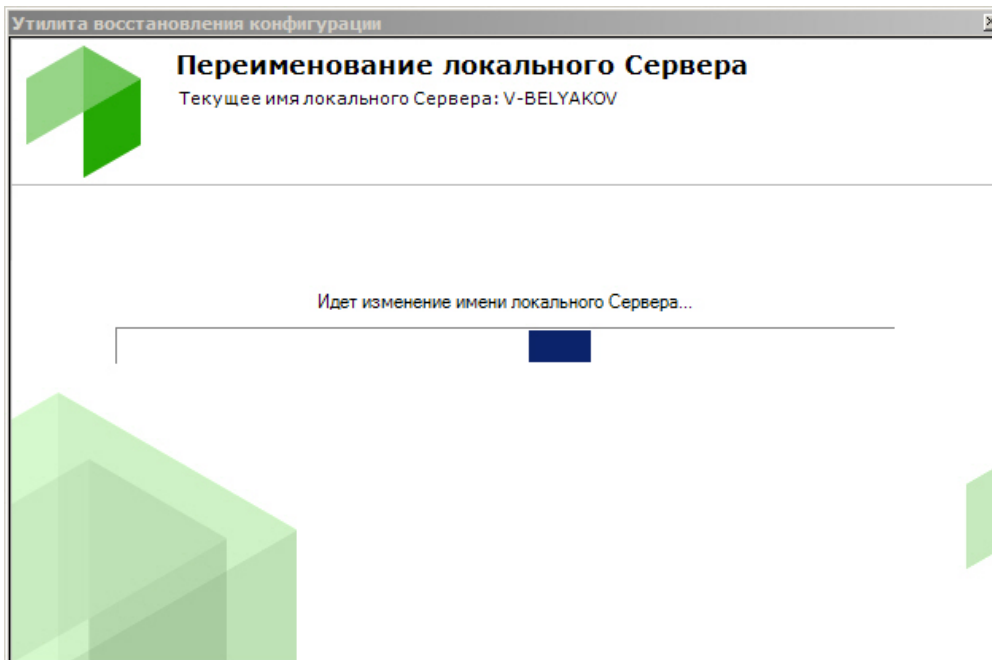 Утилита восстановления конфигурации
Переименование локального Сервера
Текущее имя локального Сервера: V-BELYAKOV
Идет изменение имени локального Сервера...